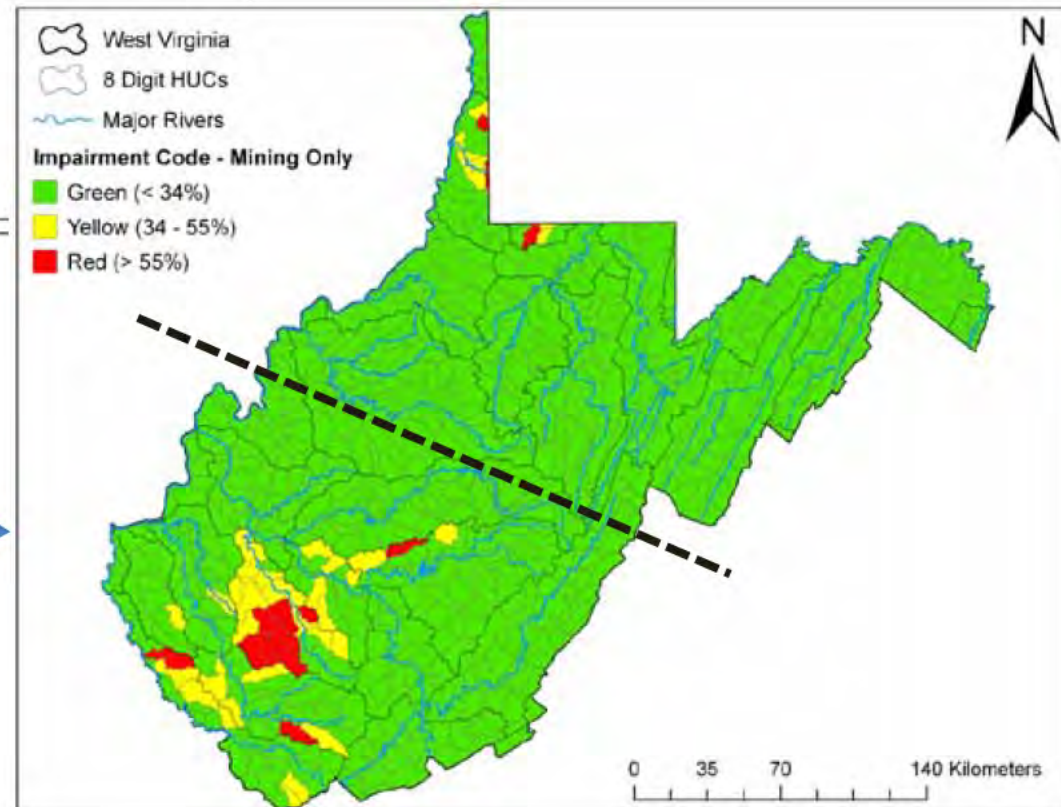 West Virginia
8 Digit HUCs
Major Rivers
Impairment Code - Mining Only
Green (< 34%)
Yellow (34 - 55%)
Red (> 55%)
N
0 35 70 140 Kilometers